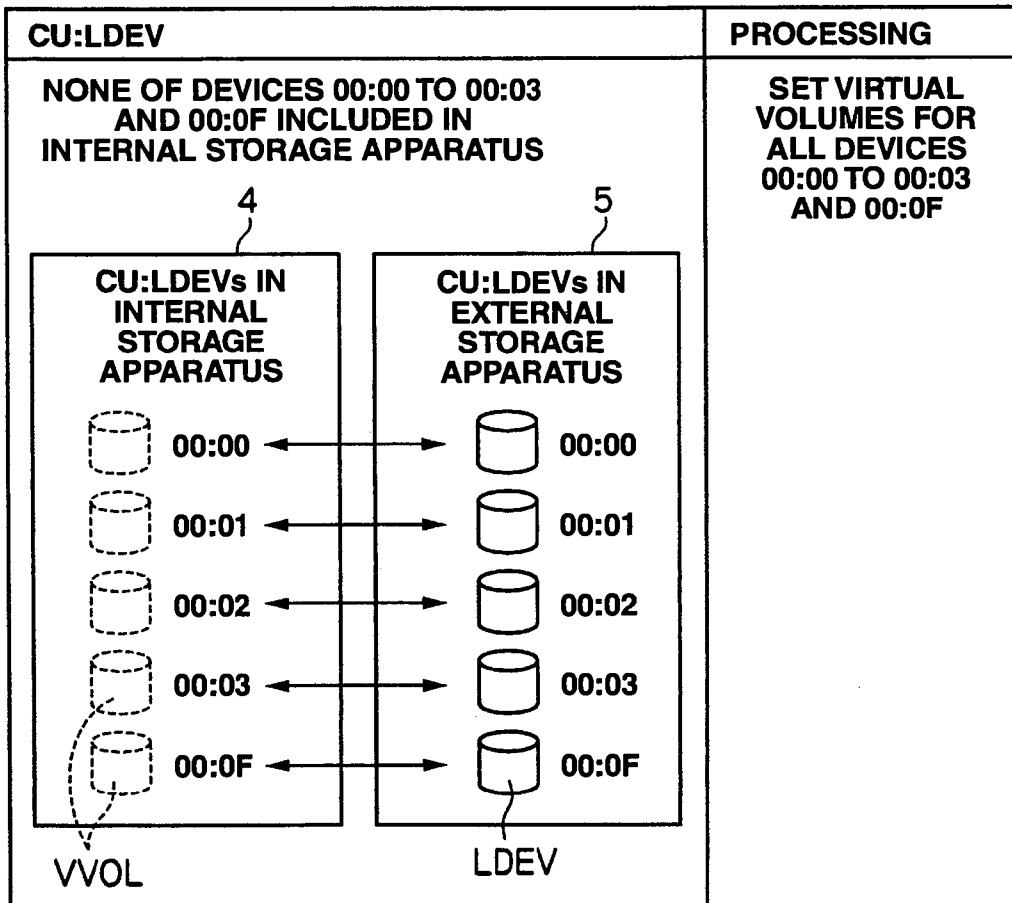 CU:LDEV
PROCESSING
NONE OF DEVICES 00:00 TO 00:03
AND 00:0F INCLUDED IN
INTERNAL STORAGE APPARATUS
SET VIRTUAL
VOLUMES FOR
ALL DEVICES
00:00 TO 00:03
AND 00:0F
4
5
CU:LDEVs IN
INTERNAL
STORAGE
APPARATUS
CU:LDEVs IN
EXTERNAL
STORAGE
APPARATUS
00:00
00:00
00:01
00:01
00:02
00:02
00:03
00:03
00:0F
00:0F
VVOL
LDEV